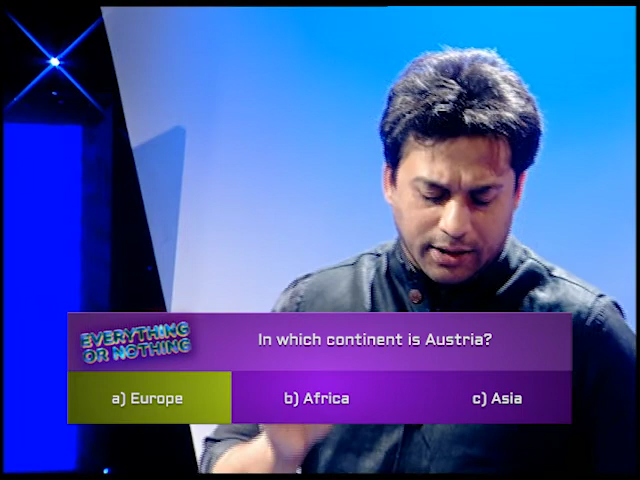 EVERYTHING
OR NOTHING
In which continent is Austria?
a) Europe
b) Africa
c) Asia